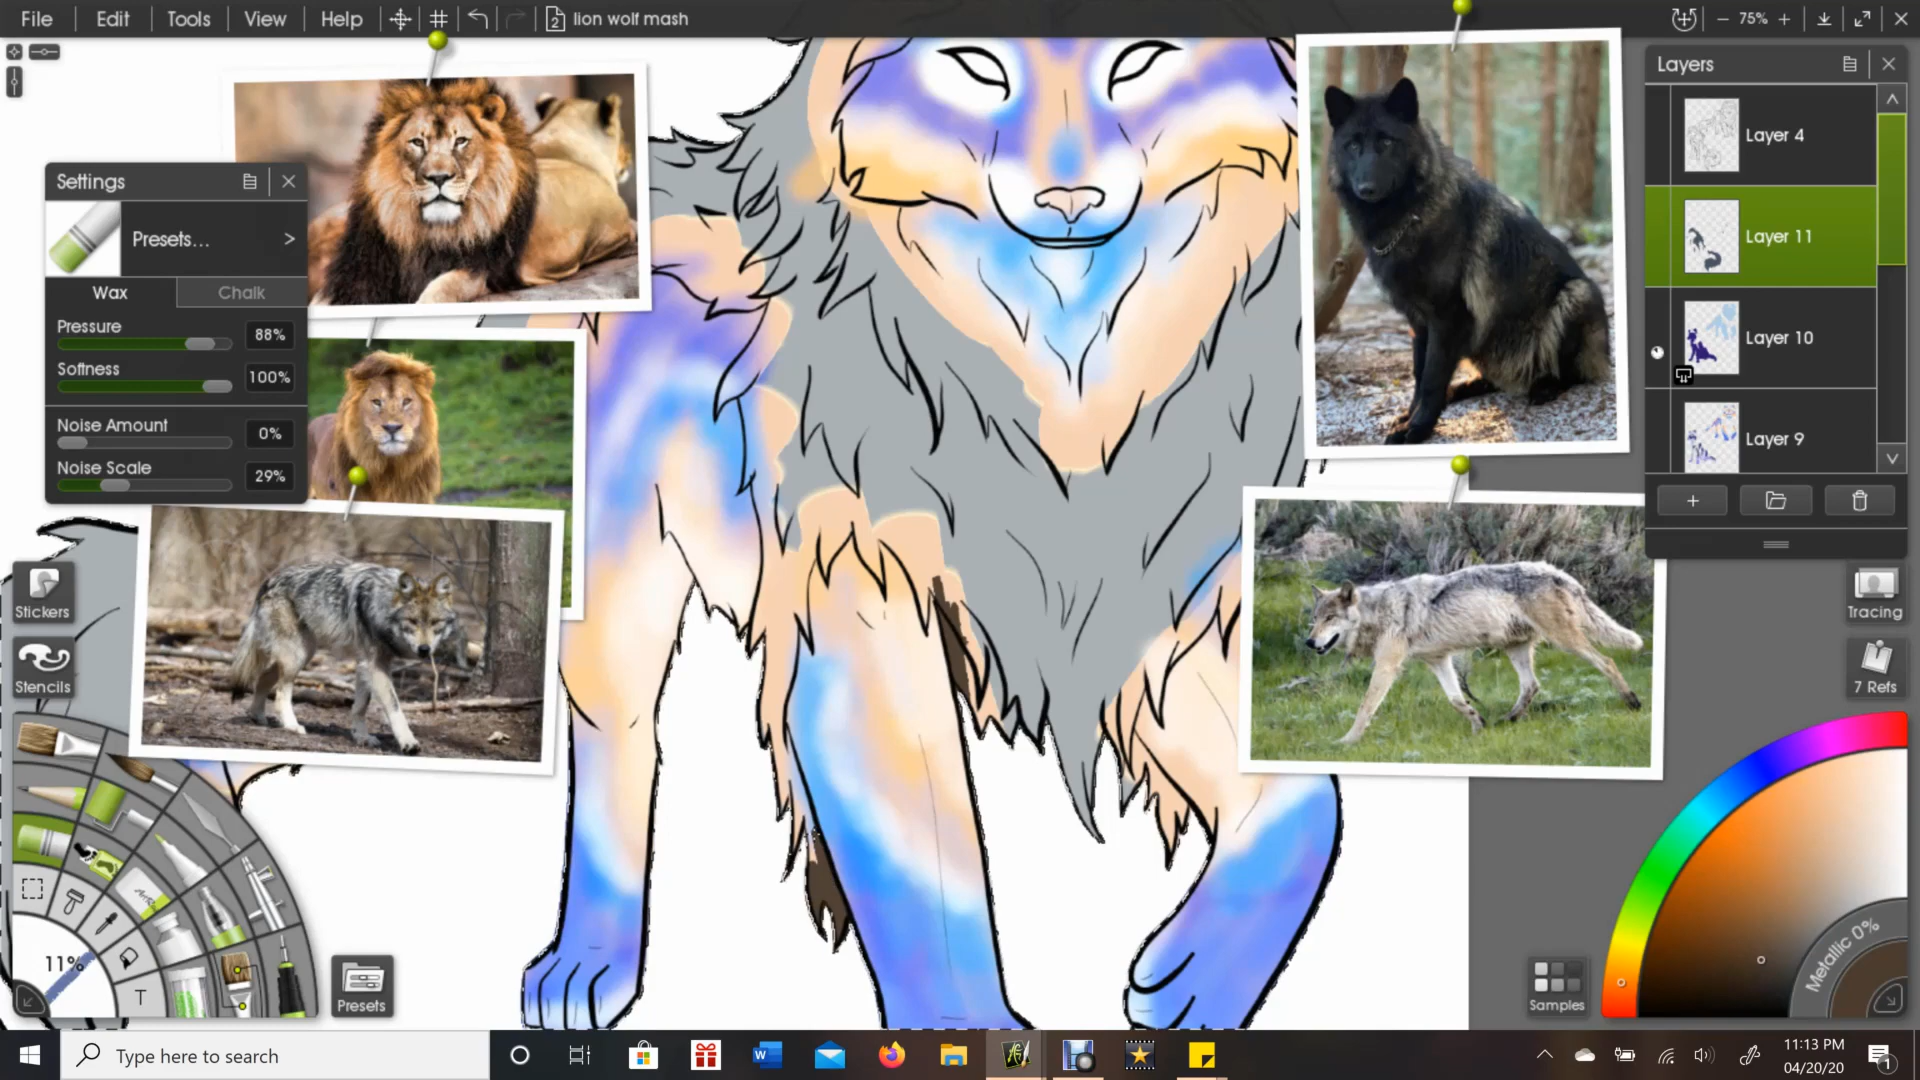 File Edit Tools View Help 2 lion wolf mash 75%
Settings
Presets...
Wax Chalk
Pressure 88%
Softness 100%
Noise Amount 0%
Noise Scale 29%
Layers
Layer 4
Layer 11
Layer 10
Layer 9
Stickers
Stencils
Tracing
7 Refs
11%
T
Presets
Samples
Metallic 0%
Type here to search
W
11:13 PM
04/20/20
1